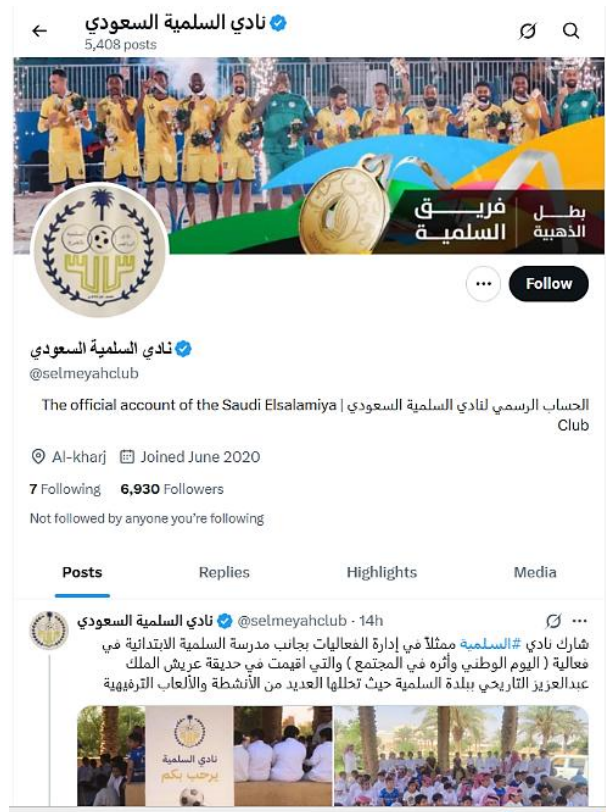 نادي السلمية السعودي
5,408 posts
بطل الذهبية
فريق السلمية
Follow
نادي السلمية السعودي
@selmeyahclub
الحساب الرسمي لنادي السلمية السعودي | The official account of the Saudi Elsalamiya
Club
Al-kharj Joined June 2020
7 Following 6,930 Followers
Not followed by anyone you're following
Posts Replies Highlights Media
نادي السلمية السعودي @selmeyahclub · 14h
شارك نادي #السلمية ممثلاً في إدارة الفعاليات بجانب مدرسة السلمية الابتدائية في
فعالية ( اليوم الوطني وأثره في المجتمع ) والتي اقيمت في حديقة عريش الملك
عبدالعزيز التاريخي ببلدة السلمية حيث تخللها العديد من الأنشطة والألعاب الترفيهية
نادي السلمية
يرحب بكم